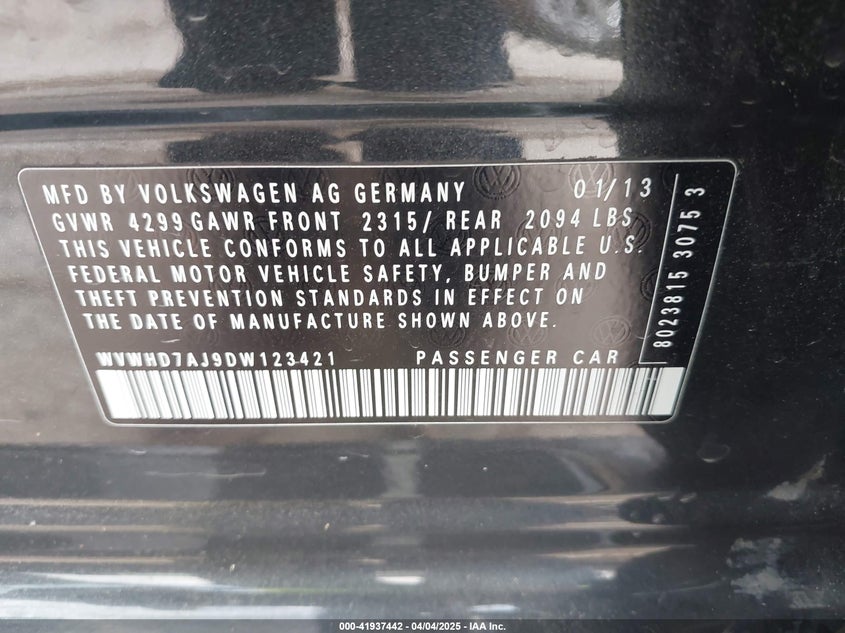 MFD BY VOLKSWAGEN AG GERMANY 01/13
GVWR 4299 GAWR FRONT 2315/ REAR 2094 LBS
THIS VEHICLE CONFORMS TO ALL APPLICABLE U.S.
FEDERAL MOTOR VEHICLE SAFETY, BUMPER AND
THEFT PREVENTION STANDARDS IN EFFECT ON
THE DATE OF MANUFACTURE SHOWN ABOVE.
WVWHD7AJ9DW123421 PASSENGER CAR
8023815 3075 3
000-41937442 - 04/04/2025 - IAA Inc.